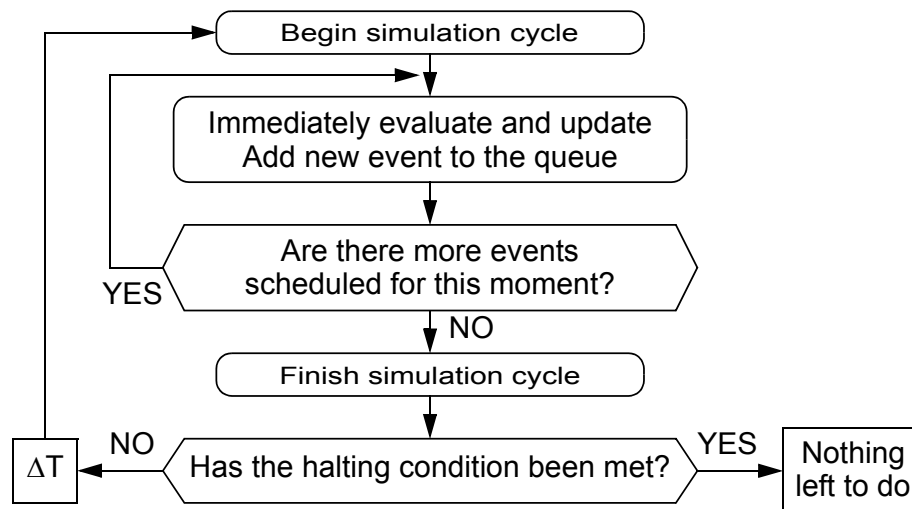 Begin simulation cycle
Immediately evaluate and update
Add new event to the queue
Are there more events
scheduled for this moment?
YES
NO
Finish simulation cycle
NO
YES
ΔT
Has the halting condition been met?
Nothing
left to do